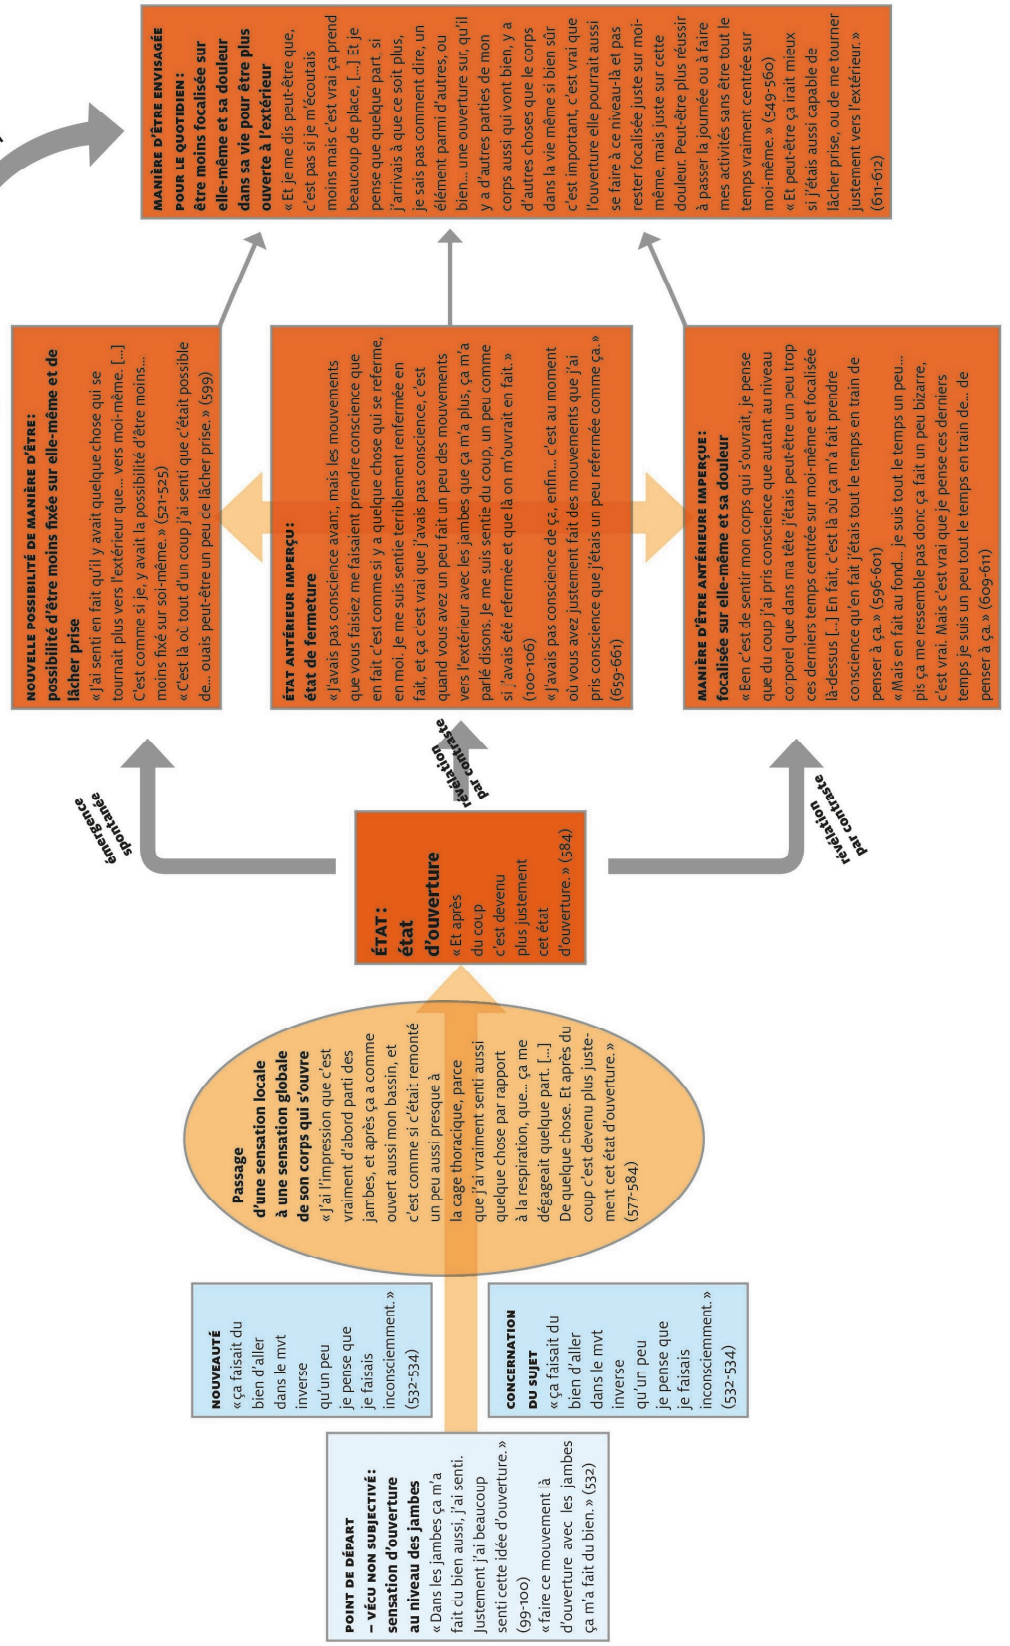 POINT DE DÉPART
– VÉCU NON SUBJECTIVÉ :
sensation d'ouverture
au niveau des jambes
« Dans les jambes ça m'a
fait du bien aussi, j'ai senti.
Justement j'ai beaucoup
senti cette idée d'ouverture. »
(99-100)
« faire ce mouvement là
d'ouverture avec les jambes
ça m'a fait du bien. » (532)
NOUVEAUTÉ
« ça faisait du
bien d'aller
dans le mvt
inverse
qu'un peu
je pense que
je faisais
inconsciemment. »
(532-534)
CONCERNATION
DU SUJET
« ça faisait du
bien d'aller
dans le mvt
inverse
qu'un peu
je pense que
je faisais
inconsciemment. »
(532-534)
Passage
d'une sensation locale
à une sensation globale
de son corps qui s'ouvre
« J'ai l'impression que c'est
vraiment d'abord parti des
jambes, et après ça a comme
ouvert aussi mon bassin, et
c'est comme si c'était remonté
un peu aussi presque à
la cage thoracique, parce
que j'ai vraiment senti aussi
quelque chose par rapport
à la respiration, que... ça me
dégageait quelque part. [...]
De quelque chose. Et après du
coup c'est devenu plus juste-
ment cet état d'ouverture. »
(577-584)
ÉTAT :
état
d'ouverture
« Et après
du coup
c'est devenu
plus justement
cet état
d'ouverture. » (584)
émergence
spontanée
révélation
par contraste
révélation
par contraste
NOUVELLE POSSIBILITÉ DE MANIÈRE D'ÊTRE :
possibilité d'être moins fixée sur elle-même et de
lâcher prise
« J'ai senti en fait qu'il y avait quelque chose qui se
tournait plus vers l'extérieur que... vers moi-même. [...]
C'est comme si je, y avait la possibilité d'être moins...
moins fixé sur soi-même. » (521-525)
« C'est là où tout d'un coup j'ai senti que c'était possible
de... ouais peut-être un peu ce lâcher prise. » (599)
ÉTAT ANTÉRIEUR IMPERÇU :
état de fermeture
« J'avais pas conscience avant, mais les mouvements
que vous faisiez me faisaient prendre conscience que
en fait c'est comme si y a quelque chose qui se referme,
en moi. Je me suis sentie terriblement renfermée en
fait, et ça c'est vrai que j'avais pas conscience, c'est
quand vous avez un peu fait un peu des mouvements
vers l'extérieur avec les jambes que ça m'a plus, ça m'a
parlé disons. Je me suis sentie du coup, un peu comme
si j'avais été refermée et que là on m'ouvrait en fait. »
(100-106)
« J'avais pas conscience de ça, enfin... c'est au moment
où vous avez justement fait des mouvements que j'ai
pris conscience que j'étais un peu refermée comme ça. »
(659-661)
MANIÈRE D'ÊTRE ANTÉRIEURE IMPERÇUE :
focalisée sur elle-même et sa douleur
« Ben c'est de sentir mon corps qui s'ouvrait, je pense
que du coup j'ai pris conscience que autant au niveau
corporel que dans ma tête j'étais peut-être un peu trop
ces derniers temps centrée sur moi-même et focalisée
là-dessus [...] En fait, c'est là où ça m'a fait prendre
conscience qu'en fait j'étais tout le temps en train de
penser à ça. » (596-601)
« Mais en fait au fond... je suis tout le temps un peu...
pis ça me ressemble pas donc ça fait un peu bizarre,
c'est vrai. Mais c'est vrai que je pense ces derniers
temps je suis un peu tout le temps en train de... de
penser à ça. » (609-611)
MANIÈRE D'ÊTRE ENVISAGÉE
POUR LE QUOTIDIEN :
être moins focalisée sur
elle-même et sa douleur
dans sa vie pour être plus
ouverte à l'extérieur
« Et je me dis peut-être que,
c'est pas si je m'écoutais
moins mais c'est vrai ça prend
beaucoup de place, [...] Et je
pense que quelque part, si
j'arrivais à que ce soit plus,
je sais pas comment dire, un
élément parmi d'autres, ou
bien... une ouverture sur, qu'il
y a d'autres parties de mon
corps aussi qui vont bien, y a
d'autres choses que le corps
dans la vie même si bien sûr
c'est important, c'est vrai que
l'ouverture elle pourrait aussi
se faire à ce niveau-là et pas
rester focalisée juste sur moi-
même, mais juste sur cette
douleur. Peut-être plus réussir
à passer la journée ou à faire
mes activités sans être tout le
temps vraiment centrée sur
moi-même. » (549-560)
« Et peut-être ça irait mieux
si j'étais aussi capable de
lâcher prise, ou de me tourner
justement vers l'extérieur. »
(611-612)